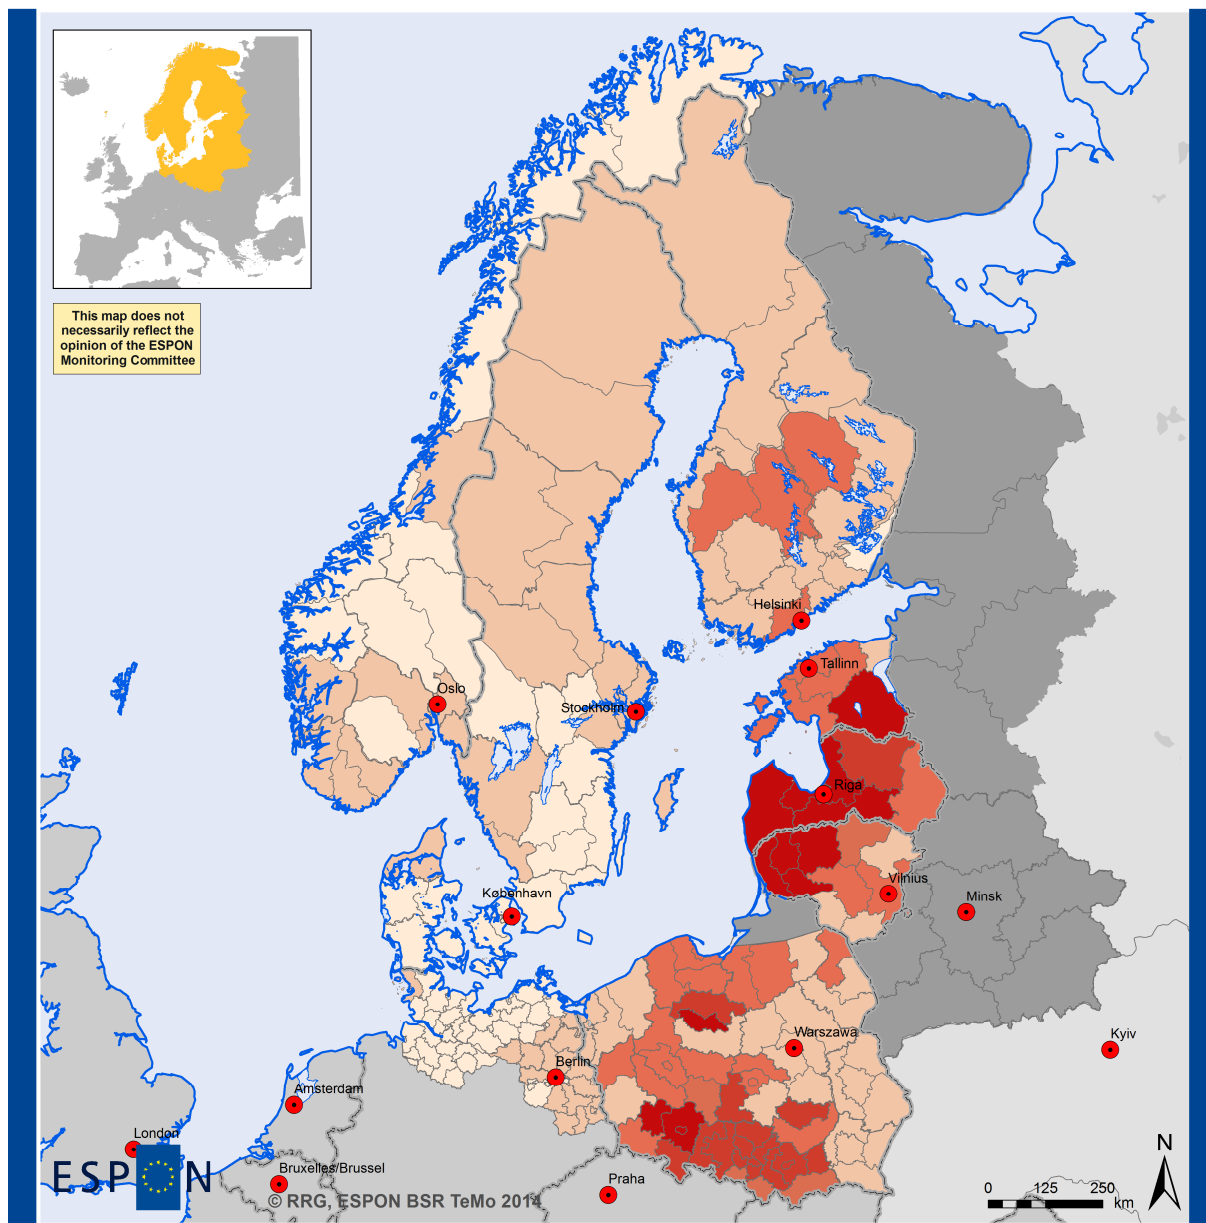 This map does not
necessarily reflect the
opinion of the ESPON
Monitoring Committee
Oslo
Helsinki
Tallinn
Stockholm
Riga
København
Vilnius
Minsk
Warszawa
Kyiv
Berlin
Amsterdam
London
Bruxelles/Brussel
Praha
ESPON
© RRG, ESPON BSR TeMo 2014
N
0 125 250
km